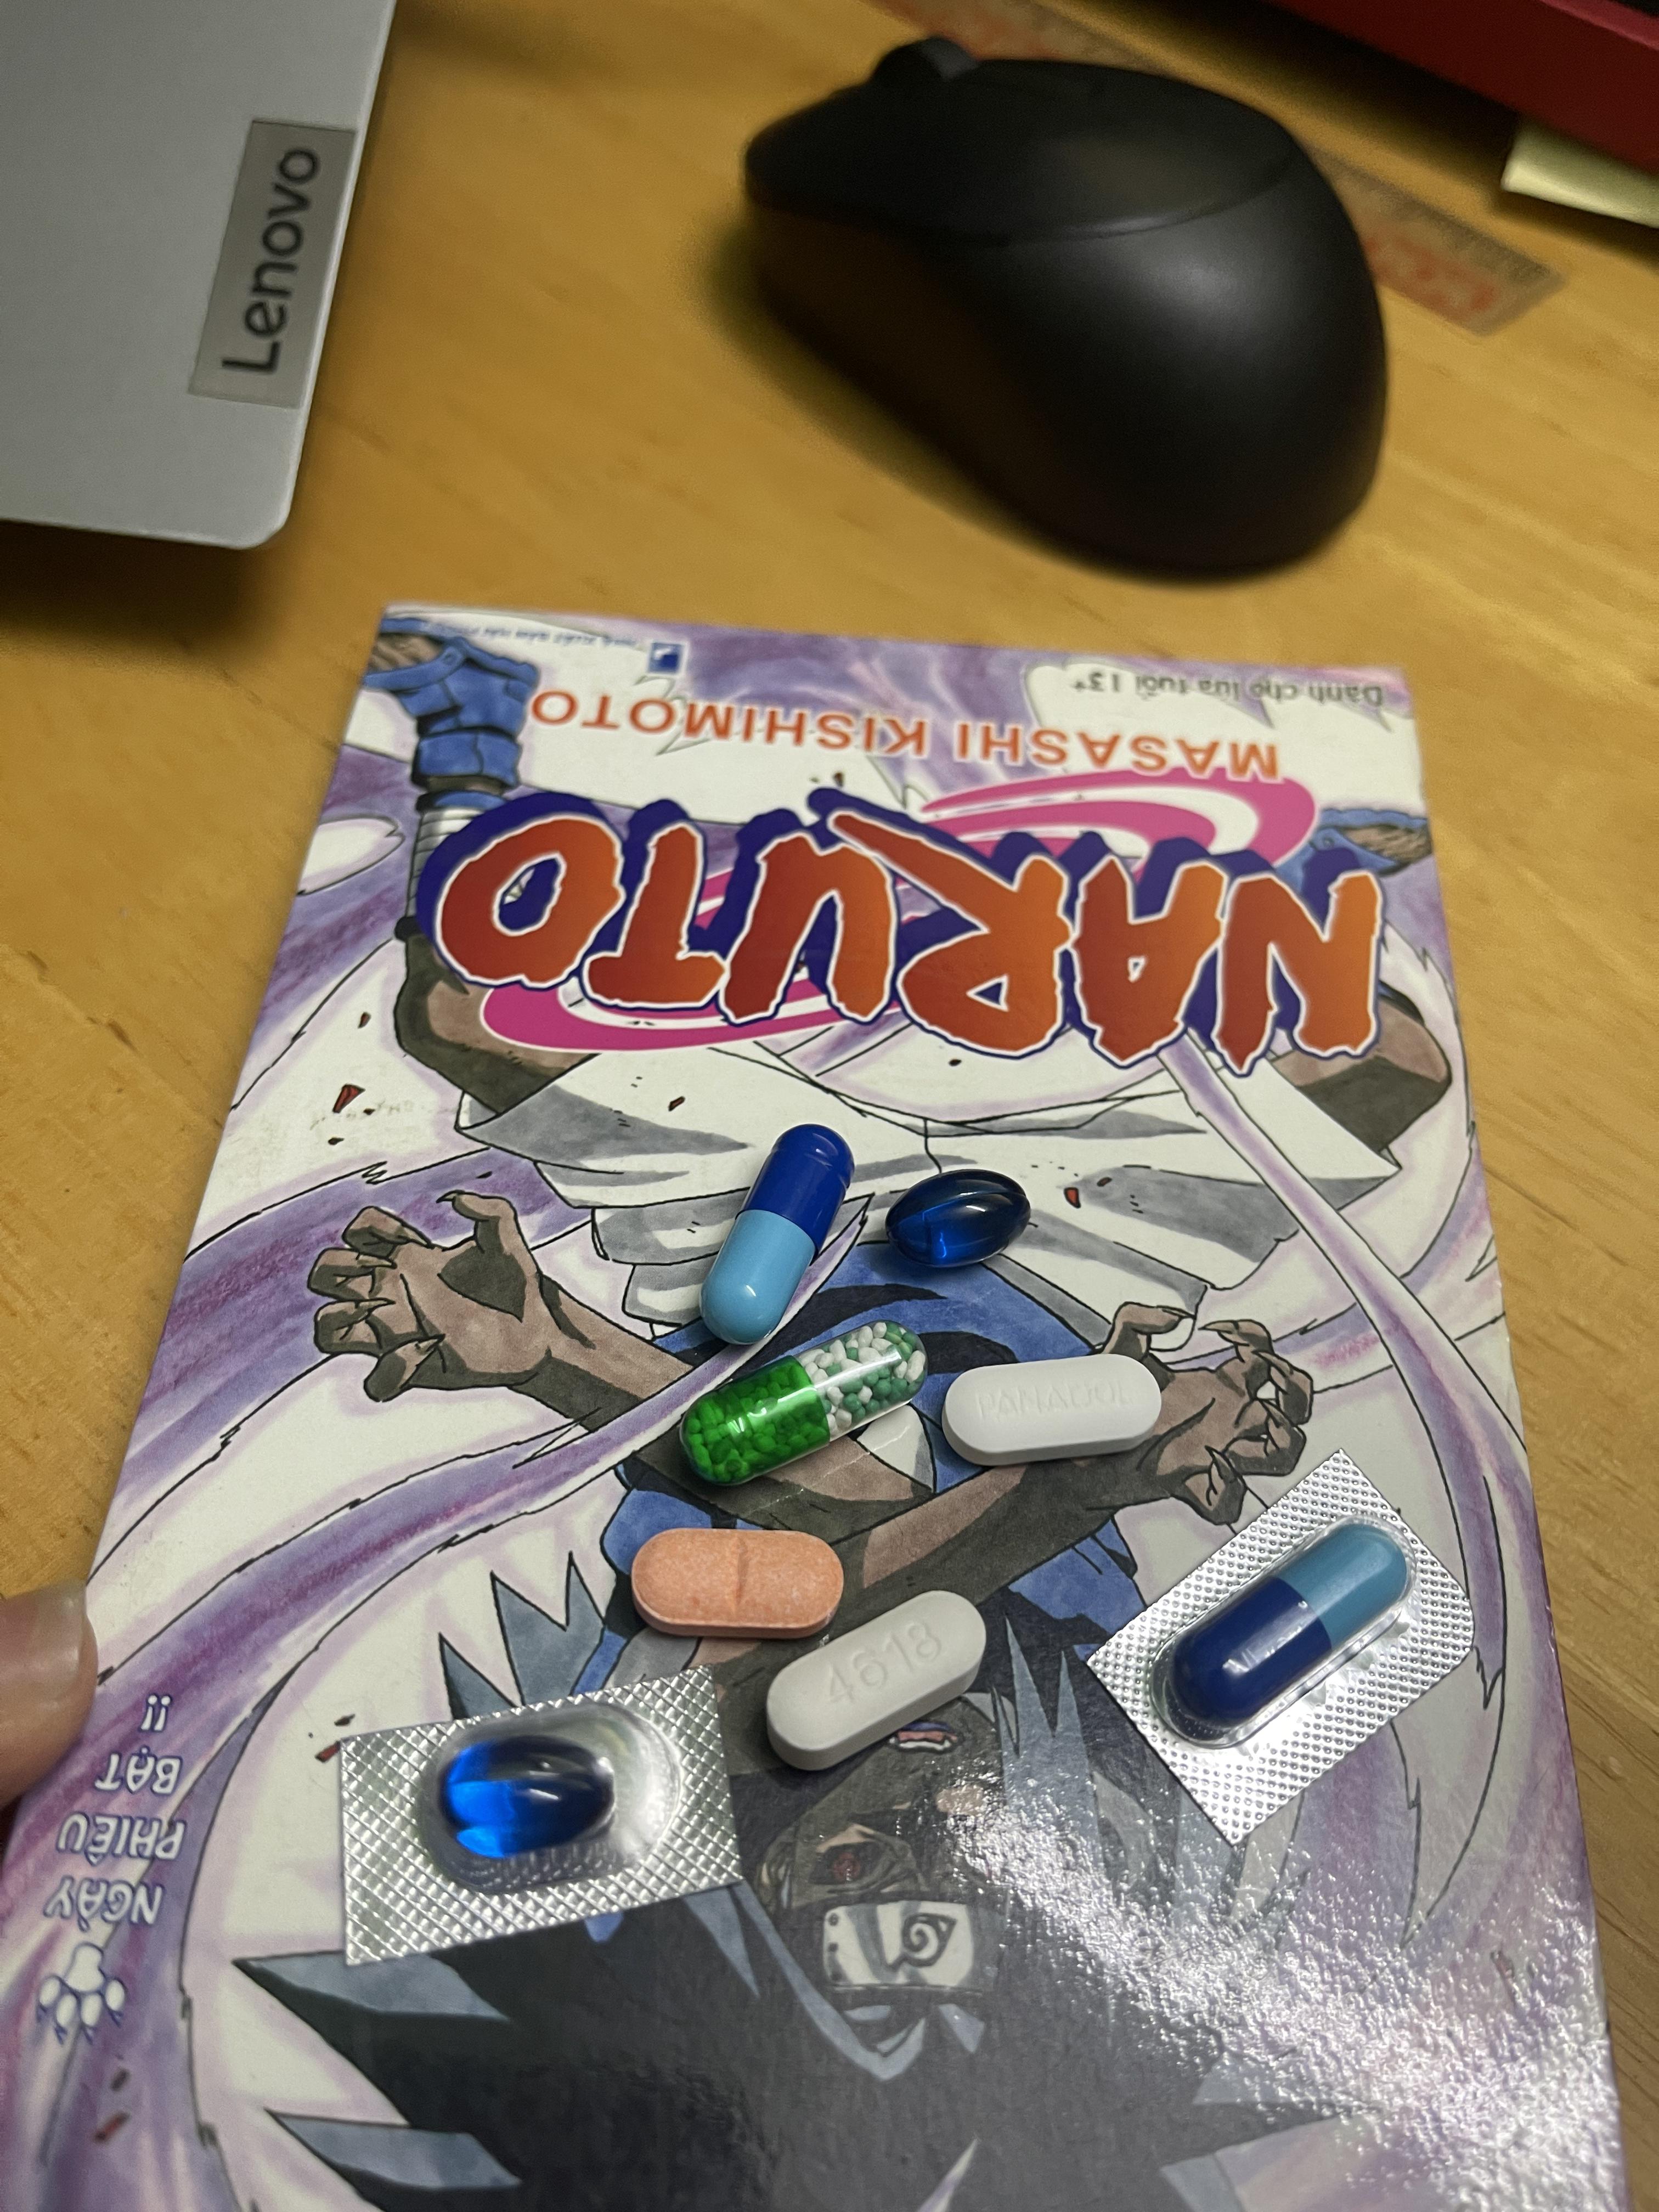 Lenovo
Dành cho lứa tuổi 13+
MASASHI KISHIMOTO
NARUTO
PANADOL
4618
NGÀY
PHIÊU
BẠT
!!